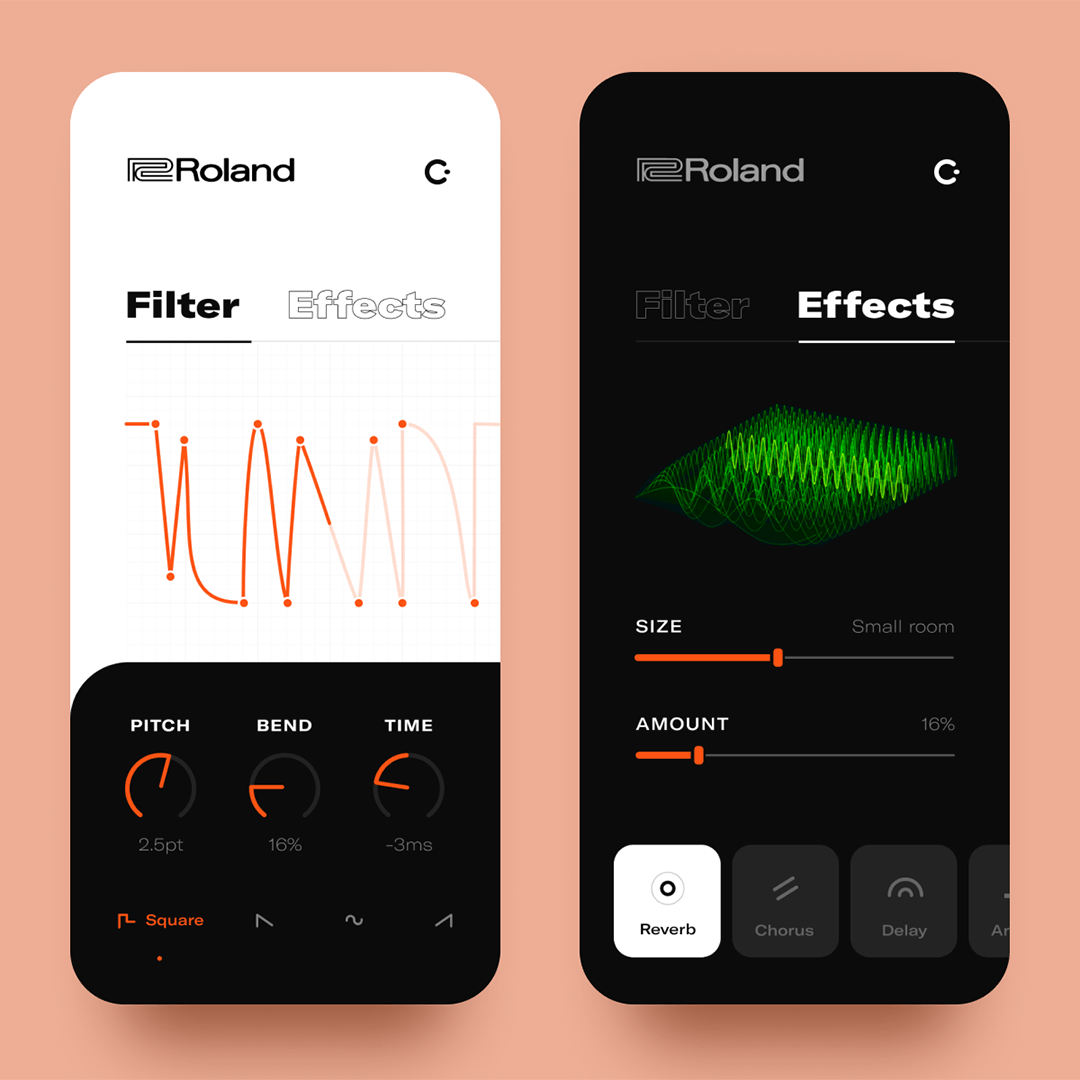 Roland
Filter Effects
PITCH BEND TIME
2.5pt 16% -3ms
Square
Roland
Filter Effects
SIZE Small room
AMOUNT 16%
Reverb Chorus Delay Ar